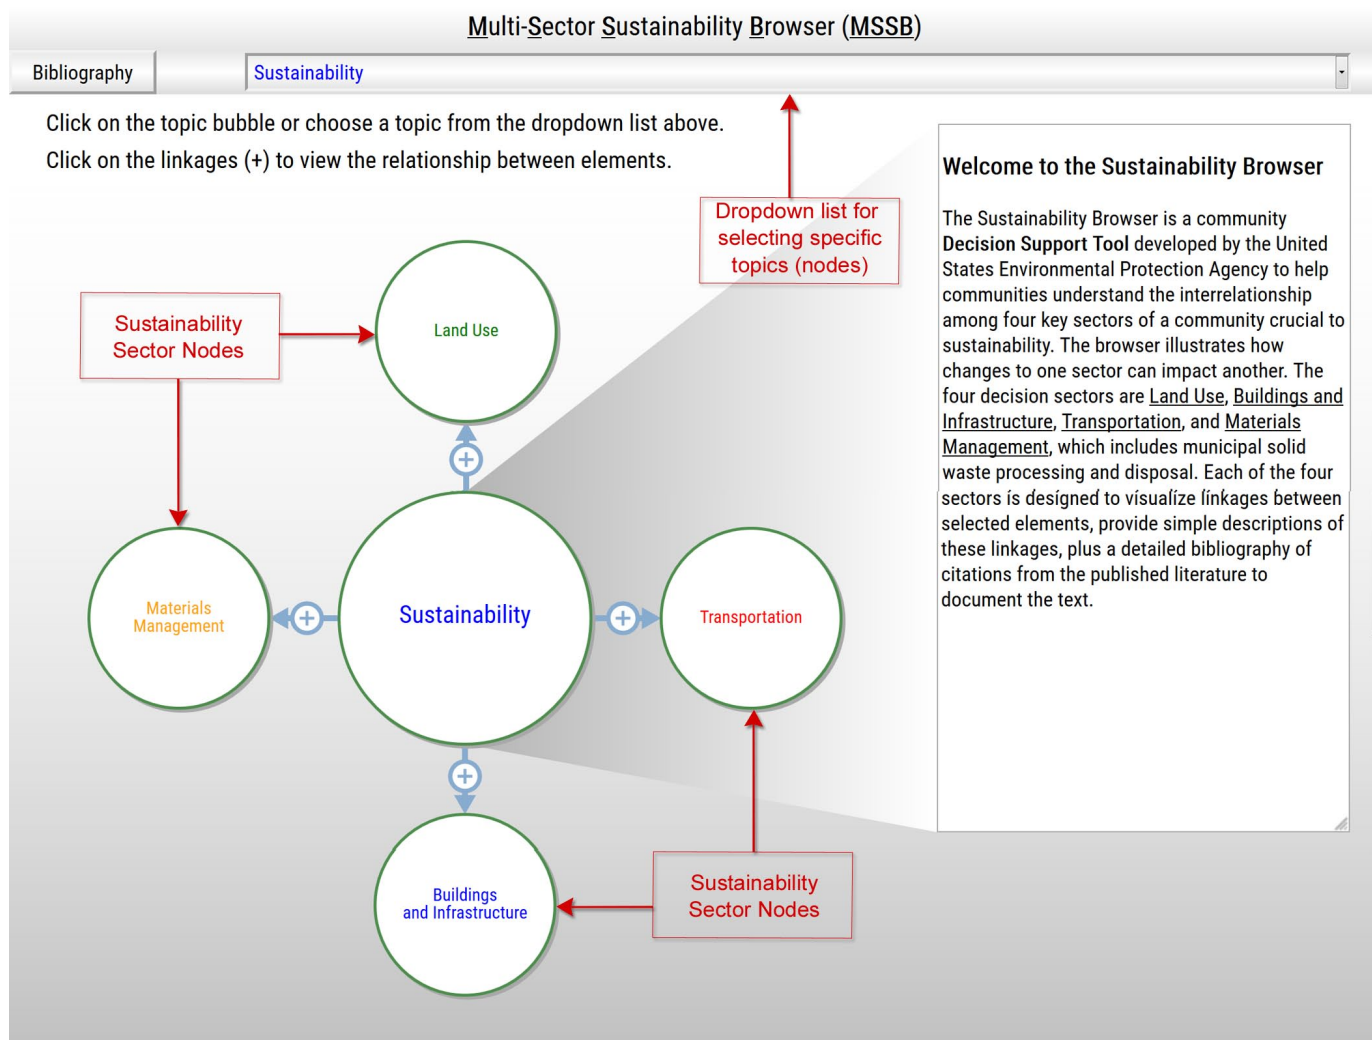 Multi-Sector Sustainability Browser (MSSB)
Bibliography
Sustainability
Click on the topic bubble or choose a topic from the dropdown list above.
Click on the linkages (+) to view the relationship between elements.
Dropdown list for
selecting specific
topics (nodes)
Sustainability
Sector Nodes
Land Use
Materials
Management
Sustainability
Transportation
Buildings
and Infrastructure
Sustainability
Sector Nodes
Welcome to the Sustainability Browser
The Sustainability Browser is a community
Decision Support Tool developed by the United
States Environmental Protection Agency to help
communities understand the interrelationship
among four key sectors of a community crucial to
sustainability. The browser illustrates how
changes to one sector can impact another. The
four decision sectors are Land Use, Buildings and
Infrastructure, Transportation, and Materials
Management, which includes municipal solid
waste processing and disposal. Each of the four
sectors is designed to visualize linkages between
selected elements, provide simple descriptions of
these linkages, plus a detailed bibliography of
citations from the published literature to
document the text.